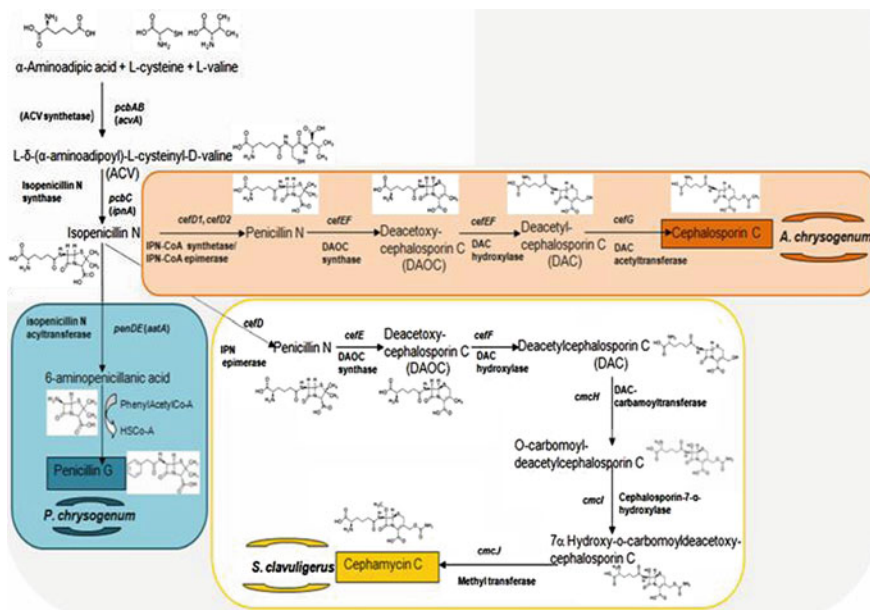 α-Aminoadipic acid + L-cysteine + L-valine
(ACV synthetase)
pcbAB
(acvA)
L-δ-(α-aminoadipoyl)-L-cysteinyl-D-valine
(ACV)
Isopenicillin N
synthase
pcbC
(ipnA)
Isopenicillin N
cefD1, cefD2
IPN-CoA synthetase/
IPN-CoA epimerase
Penicillin N
cefEF
DAOC
synthase
Deacetoxy-
cephalosporin C
(DAOC)
cefEF
DAC
hydroxylase
Deacetyl-
cephalosporin C
(DAC)
cefG
DAC
acetyltransferase
Cephalosporin C
A. chrysogenum
isopenicillin N
acyltransferase
penDE (aatA)
6-aminopenicillanic acid
PhenylAcetylCo-A
HSCo-A
Penicillin G
P. chrysogenum
cefD
IPN
epimerase
Penicillin N
cefE
DAOC
synthase
Deacetoxy-
cephalosporin C
(DAOC)
cefF
DAC
hydroxylase
Deacetylcephalosporin C
(DAC)
cmcH
DAC-
carbamoyltransferase
O-carbomoyl-
deacetylcephalosporin C
cmcI
Cephalosporin-7-α-
hydroxylase
7α Hydroxy-o-carbomoyldeacetoxy-
cephalosporin C
cmcJ
Methyl transferase
Cephamycin C
S. clavuligerus